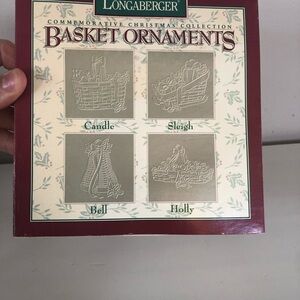 LONGABERGER®
COMMEMORATIVE CHRISTMAS COLLECTION
BASKET ORNAMENTS
Candle Sleigh
Bell Holly